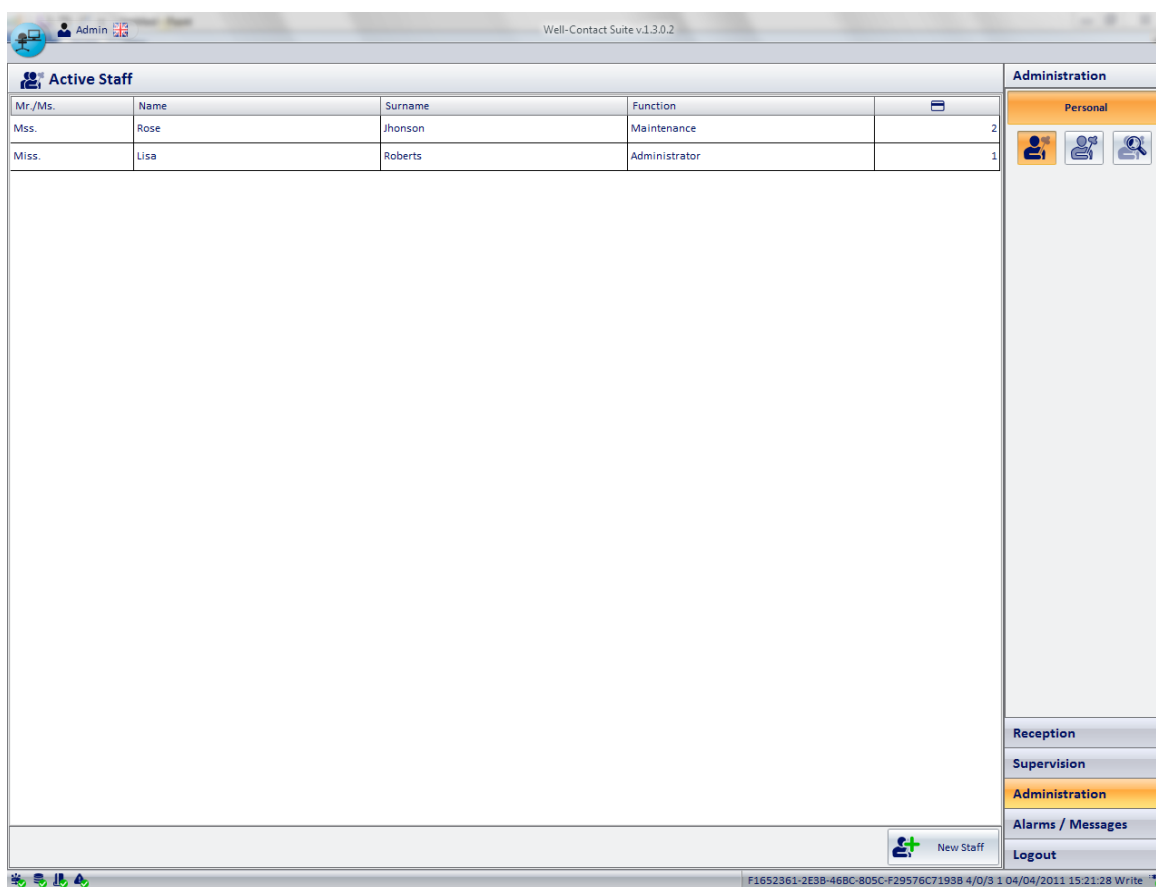 Admin
Well-Contact Suite v.1.3.0.2
Active Staff
Administration
Mr./Ms. Name Surname Function
Personal
Mss. Rose Jhonson Maintenance 2
Miss. Lisa Roberts Administrator 1
Reception
Supervision
Administration
Alarms / Messages
New Staff
Logout
F1652361-2E3B-46BC-805C-F29576C7193B 4/0/3 1 04/04/2011 15:21:28 Write